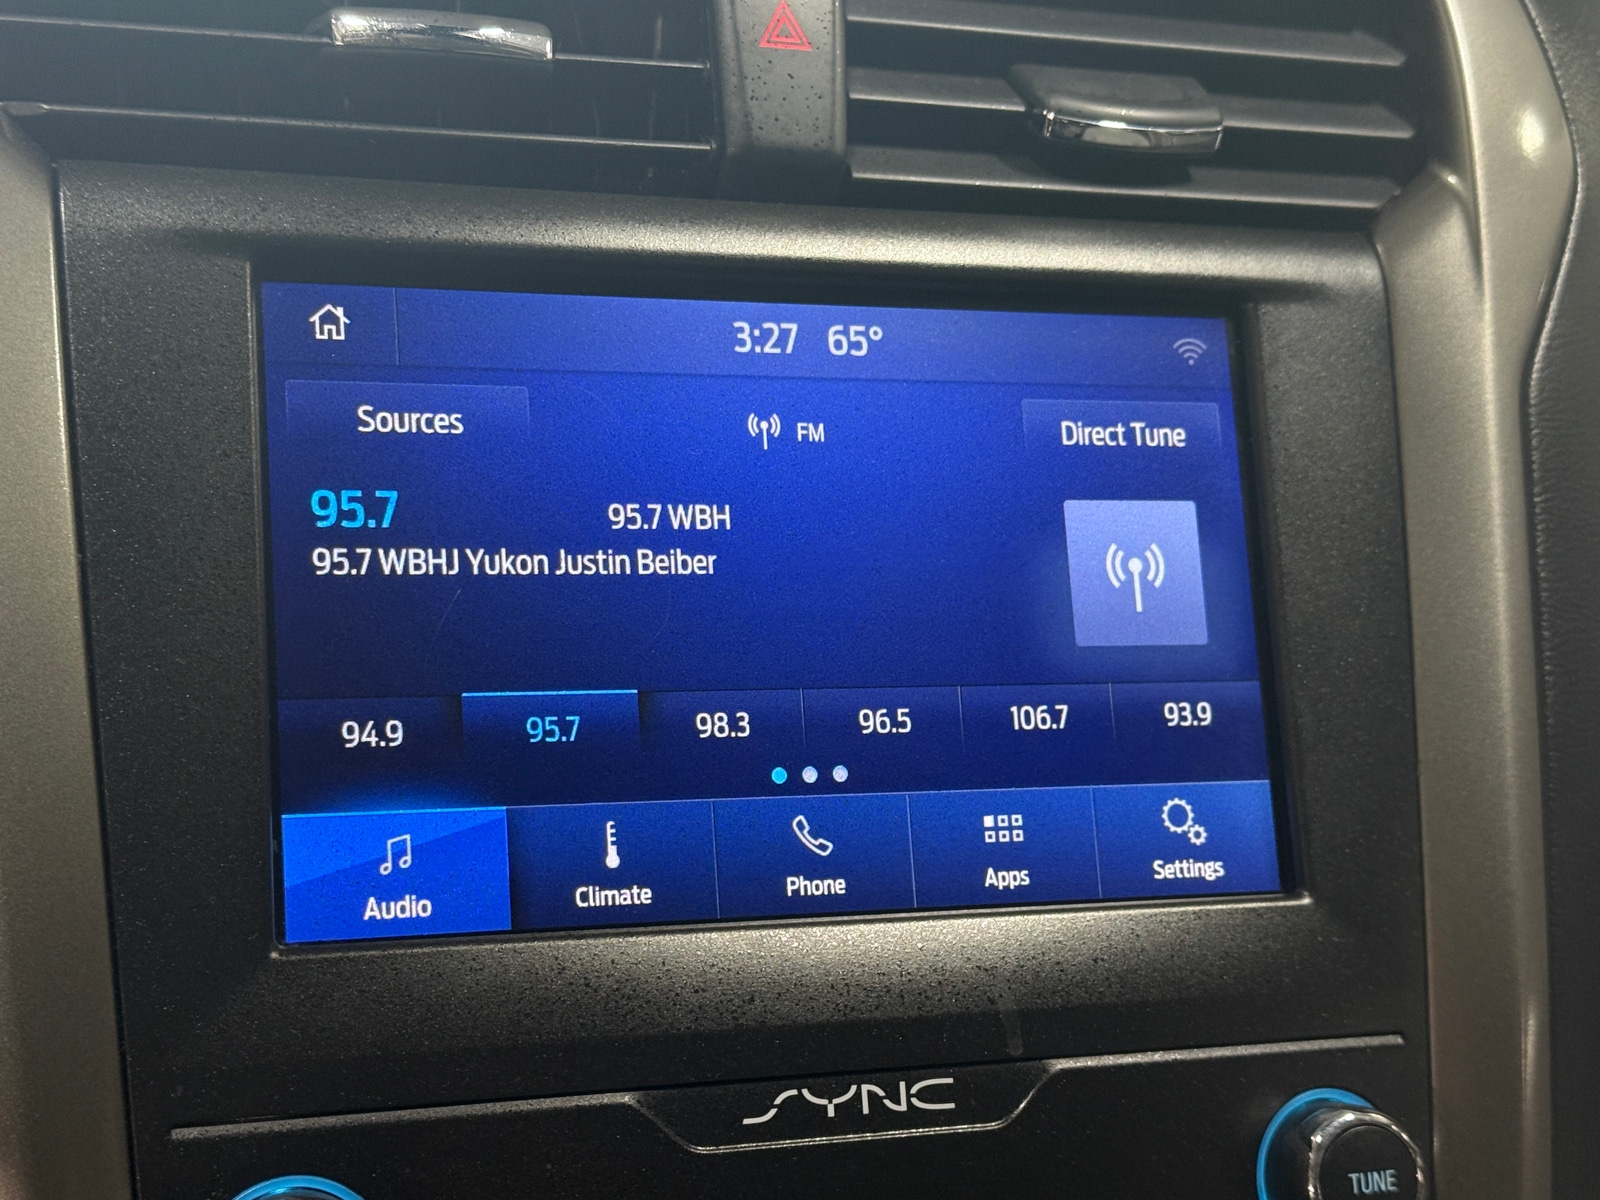 3:27 65°
Sources FM Direct Tune
95.7 95.7 WBH
95.7 WBHJ Yukon Justin Beiber
94.9 95.7 98.3 96.5 106.7 93.9
Audio Climate Phone Apps Settings
SYNC
TUNE